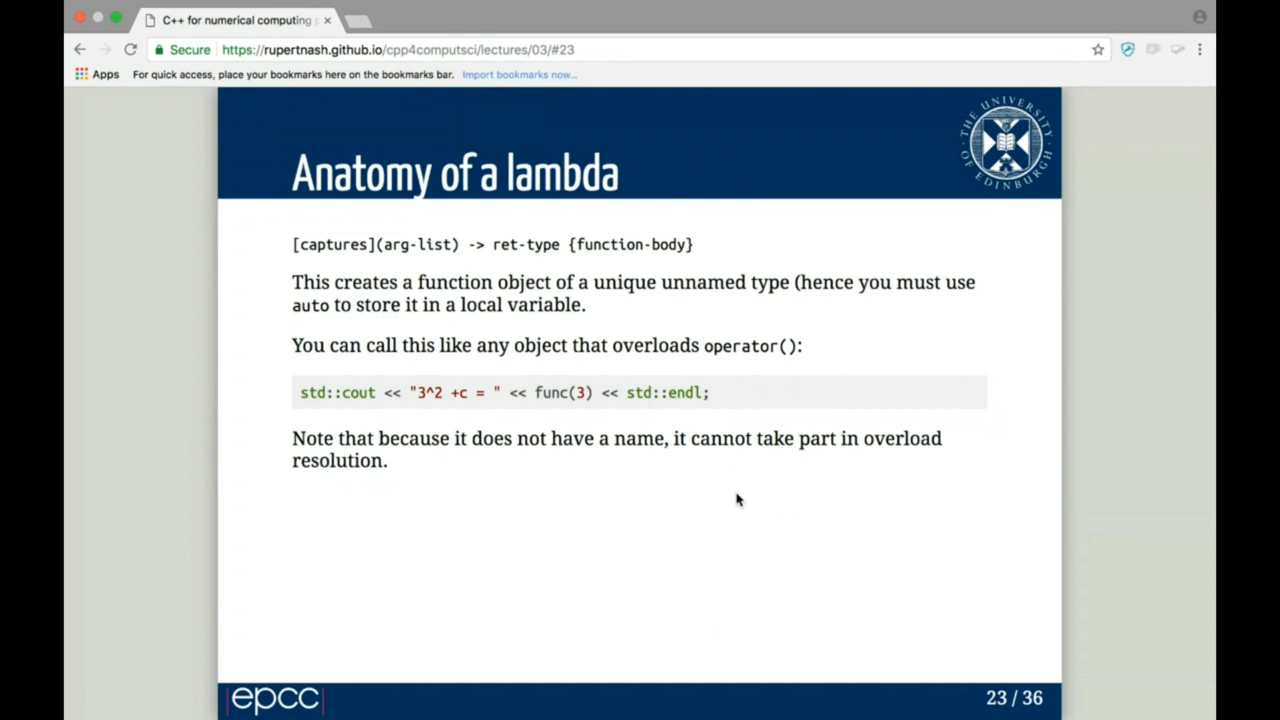 C++ for numerical computing
Secure https://rupertnash.github.io/cpp4computsci/lectures/03/#23
Apps For quick access, place your bookmarks here on the bookmarks bar. Import bookmarks now...
THE UNIVERSITY OF EDINBURGH
Anatomy of a lambda
[captures](arg-list) -> ret-type {function-body}
This creates a function object of a unique unnamed type (hence you must use
auto to store it in a local variable.
You can call this like any object that overloads operator():
std::cout << "3^2 +c = " << func(3) << std::endl;
Note that because it does not have a name, it cannot take part in overload
resolution.
epcc
23 / 36